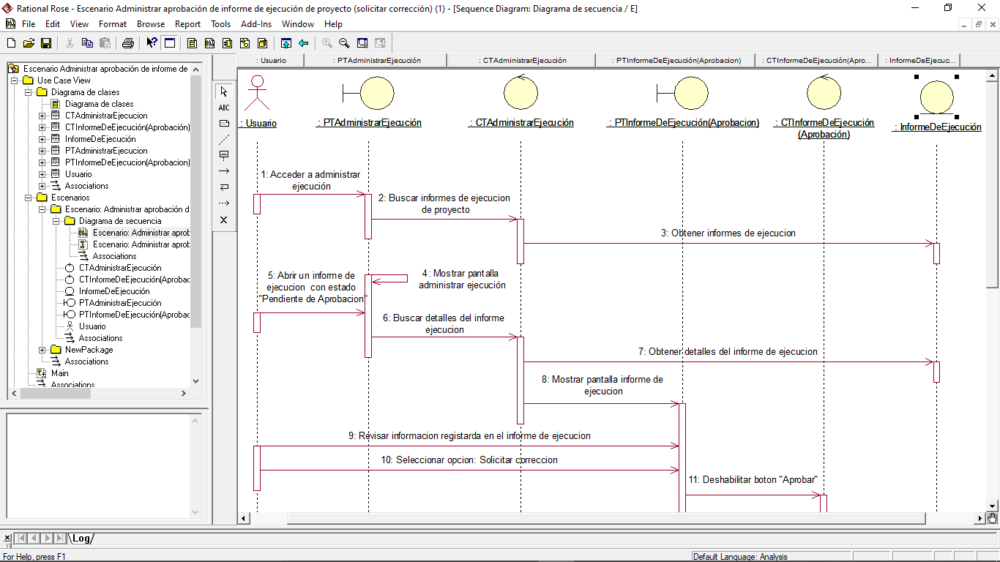 Rational Rose - Escenario Administrar aprobación de informe de ejecución de proyecto (solicitar corrección) (1) - [Sequence Diagram: Diagrama de secuencia / E]
File Edit View Format Browse Report Tools Add-Ins Window Help
Escenario Administrar aprobación de informe de
Use Case View
Diagrama de clases
Diagrama de clases
CTAdministrarEjecucion
CTInformeDeEjecución(Aprobación)
InformeDeEjecución
PTAdministrarEjecucion
PTInformeDeEjecucion(Aprobacion)
Usuario
Associations
Escenarios
Escenario: Administrar aprobación d
Diagrama de secuencia
Escenario: Administrar aprob
Escenario: Administrar aprob
Associations
CTAdministrarEjecución
CTInformeDeEjecución(Aprobac
InformeDeEjecución
PTAdministrarEjecución
PTInformeDeEjecución(Aprobac
Usuario
Associations
NewPackage
Associations
Main
Associations
ABC
: Usuario
: PTAdministrarEjecución
: CTAdministrarEjecución
: PTInformeDeEjecución(Aprobacion)
: CTInformeDeEjecución(Apro...
: InformeDeEjecuc...
: Usuario
: PTAdministrarEjecución
: CTAdministrarEjecución
: PTInformeDeEjecución(Aprobacion)
: CTInformeDeEjecución
(Aprobación)
: InformeDeEjecución
1: Acceder a administrar
ejecución
2: Buscar informes de ejecucion
de proyecto
3: Obtener informes de ejecucion
4: Mostrar pantalla
administrar ejecución
5: Abrir un informe de
ejecucion con estado
"Pendiente de Aprobacion"
6: Buscar detalles del informe
ejecucion
7: Obtener detalles del informe de ejecucion
8: Mostrar pantalla informe de
ejecucion
9: Revisar informacion registarda en el informe de ejecucion
10: Seleccionar opcion: Solicitar correccion
11: Deshabilitar boton "Aprobar"
Log
For Help, press F1
Default Language: Analysis